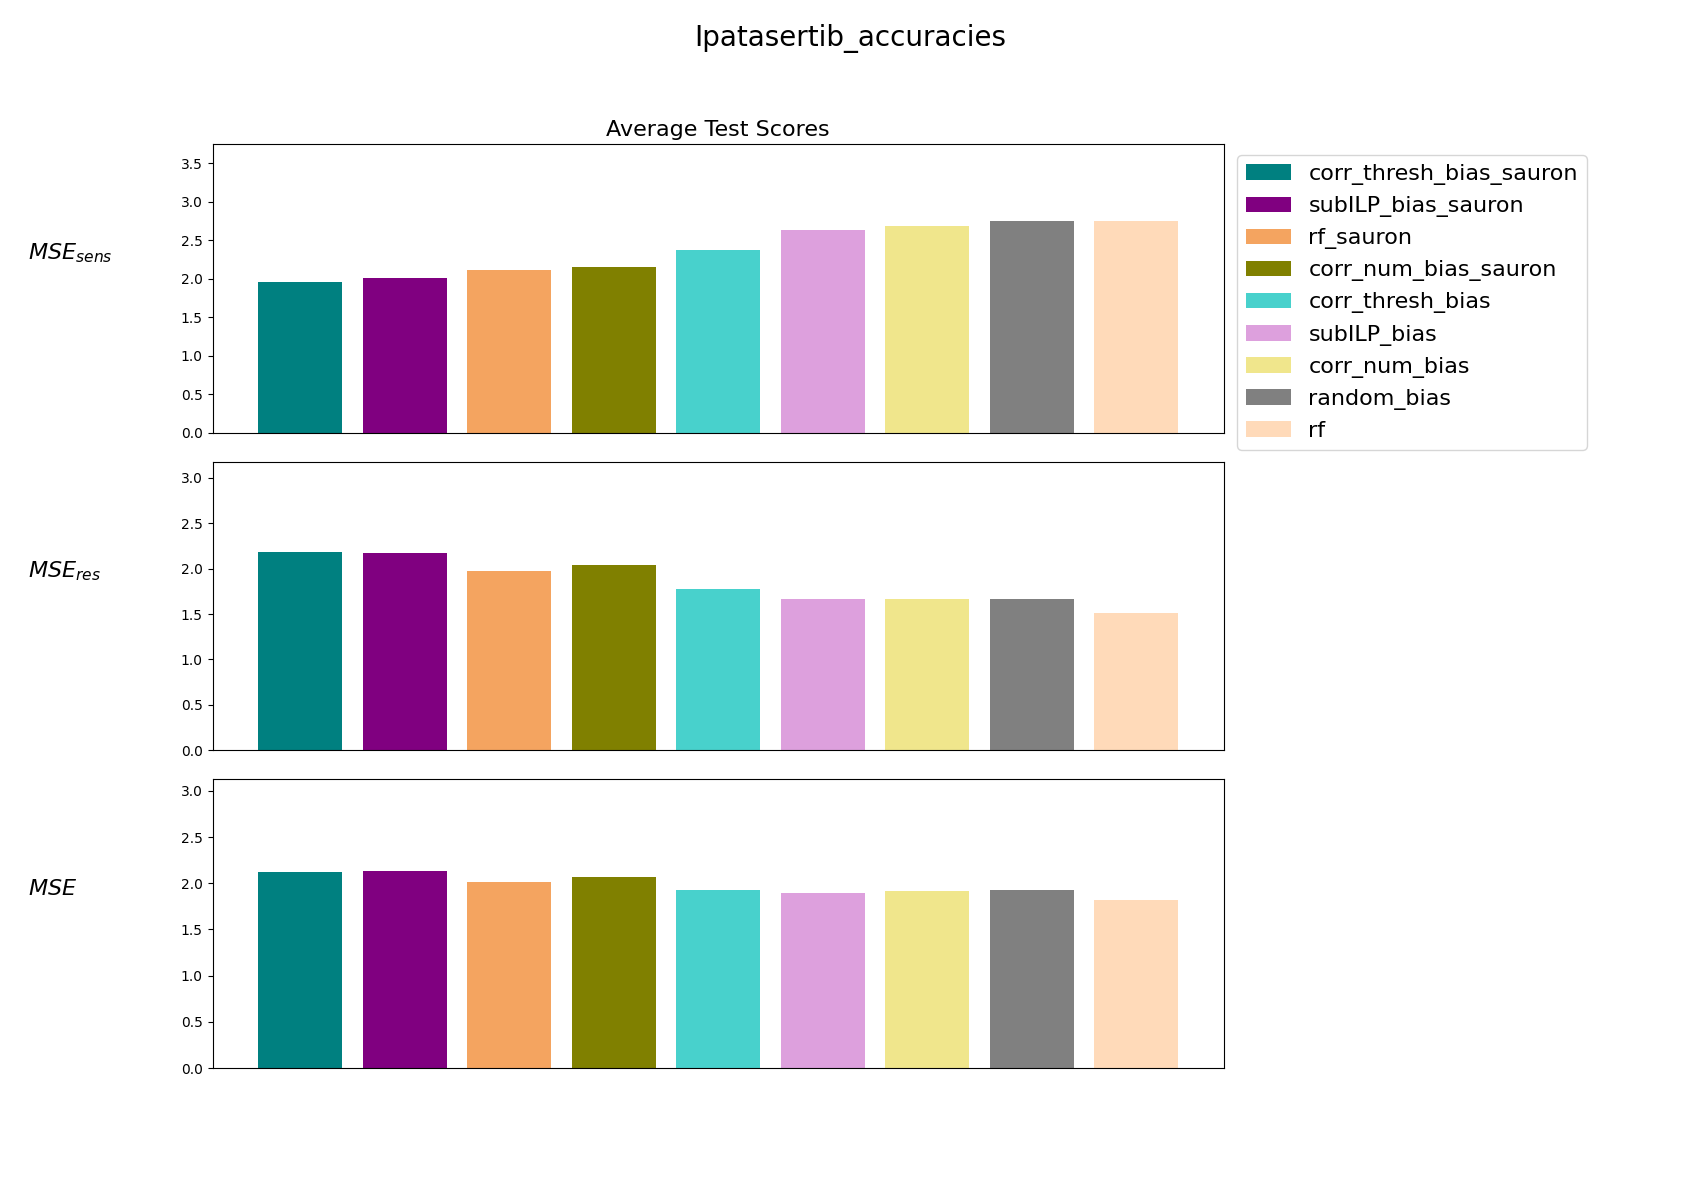 Ipatasertib_accuracies
Average Test Scores
MSE_sens
3.5
3.0
2.5
2.0
1.5
1.0
0.5
0.0
corr_thresh_bias_sauron
subILP_bias_sauron
rf_sauron
corr_num_bias_sauron
corr_thresh_bias
subILP_bias
corr_num_bias
random_bias
rf
MSE_res
3.0
2.5
2.0
1.5
1.0
0.5
0.0
MSE
3.0
2.5
2.0
1.5
1.0
0.5
0.0